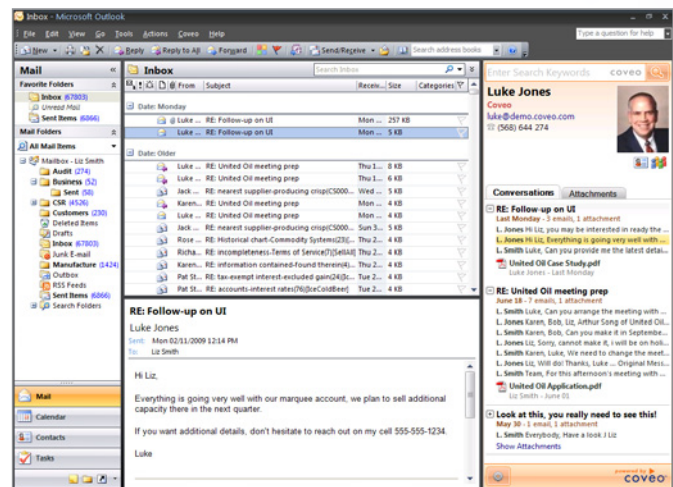 Inbox - Microsoft Outlook
File Edit View Go Tools Actions Coveo Help
Type a question for help
New Reply Reply to All Forward Send/Receive Search address books
Mail
Favorite Folders
Inbox (67803)
Unread Mail
Sent Items (6866)
Mail Folders
All Mail Items
Mailbox - Liz Smith
Audit (274)
Business (52)
Sent (58)
CSR (4526)
Customers (230)
Deleted Items
Drafts
Inbox (67803)
Junk E-mail
Manufacture (1424)
Outbox
RSS Feeds
Sent Items (6866)
Search Folders
Mail
Calendar
Contacts
Tasks
Inbox
Search Inbox
From Subject Receiv... Size Categories
Date: Monday
Luke ... RE: Follow-up on UI Mon ... 257 KB
Luke ... RE: Follow-up on UI Mon ... 5 KB
Date: Older
Luke ... RE: United Oil meeting prep Thu 1... 8 KB
Luke ... RE: United Oil meeting prep Thu 1... 6 KB
Jack ... RE: nearest supplier-producing crisp(CS000... Wed ... 5 KB
Karen... RE: United Oil meeting prep Mon ... 4 KB
Luke ... RE: United Oil meeting prep Mon ... 4 KB
Jack ... RE: nearest supplier-producing crisp(CS000... Sun 3... 5 KB
Rose ... RE: Historical chart-Commodity Systems(23)(... Tue 2... 4 KB
Richa... RE: incompleteness-Terms of Service(7)(SellAll] Thu 2... 4 KB
Karen... RE: information contained-found therein(4)... Thu 2... 4 KB
Pat St... RE: tax-exempt interest-excluded gain(24)[Ic... Tue 2... 4 KB
Pat St... RE: accounts-interest rates(76)[IceColdBeer] Tue 2... 4 KB
RE: Follow-up on UI
Luke Jones
Sent: Mon 02/11/2009 12:14 PM
To: Liz Smith
Hi Liz,
Everything is going very well with our marquee account, we plan to sell additional
capacity there in the next quarter.
If you want additional details, don't hesitate to reach out on my cell 555-555-1234.
Luke
Enter Search Keywords coveo
Luke Jones
Coveo
luke@demo.coveo.com
(568) 644 274
Conversations Attachments
RE: Follow-up on UI
Last Monday - 3 emails, 1 attachment
L. Jones Hi Liz, you may be interested in ready the ...
L. Jones Hi Liz, Everything is going very well with ...
L. Smith Luke, Can you provide me the latest detai...
United Oil Case Study.pdf
Luke Jones - Last Monday
RE: United Oil meeting prep
June 18 - 7 emails, 1 attachment
L. Smith Luke, Can you arrange the meeting with ...
L. Jones Karen, Bob, Liz, Arthur Song of United Oil...
L. Smith Karen, Bob, Can you make it in Septembe...
L. Jones Liz, Sorry, cannot make it, i will be on holi...
L. Smith Karen, Luke, We need to change the meet...
L. Jones Liz, Will do! Thanks, Luke ... Original Mess...
L. Smith Team, For this afternoon's meeting with ...
United Oil Application.pdf
Liz Smith - June 01
Look at this, you really need to see this!
May 30 - 1 email, 1 attachment
L. Smith Everybody, Have a look :) Liz
Show Attachments
powered by
coveo